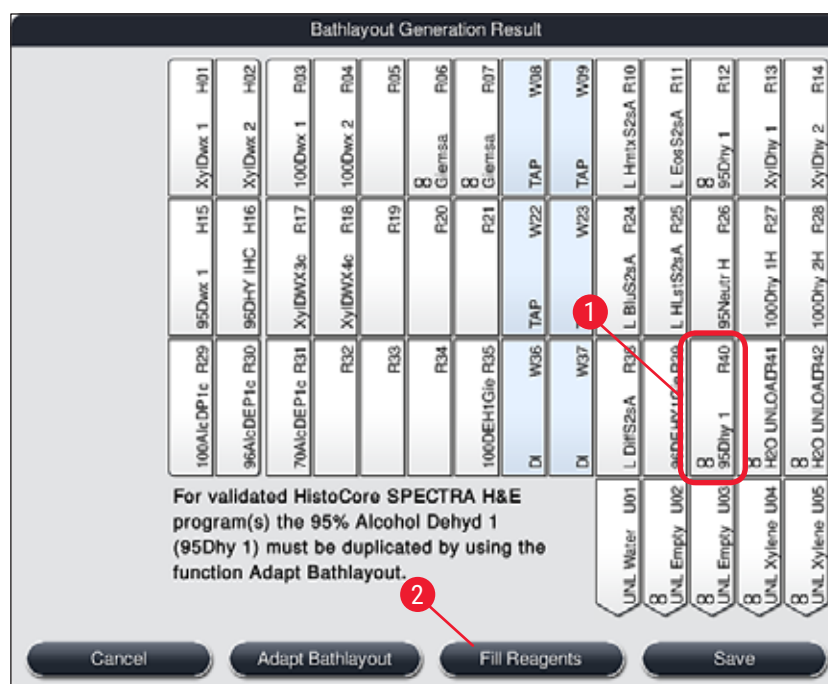 Bathlayout Generation Result
XylDwx 1 H01
XylDwx 2 H02
100Dwx 1 R03
100Dwx 2 R04
R05
Giemsa R06
Giemsa R07
TAP W08
TAP W09
L HmtxS2sA R10
L EosS2sA R11
95Dhy 1 R12
XylDhy 1 R13
XylDhy 2 R14
95Dwx 1 H15
96DHY IHC H16
XylDWX3c R17
XylDWX4c R18
R19
R20
R21
TAP W22
W23
L BluS2sA R24
L HLstS2sA R25
95Neutr H R26
100Dhy 1H R27
100Dhy 2H R28
1
100AlcDP1c R29
96AlcDEP1c R30
70AlcDEP1c R31
R32
R33
R34
100DEH1Gie R35
DI W36
DI W37
L DiffS2sA
95Dhy 1 R40
H2O UNLOAD R41
H2O UNLOAD R42
For validated HistoCore SPECTRA H&E
program(s) the 95% Alcohol Dehyd 1
(95Dhy 1) must be duplicated by using the
function Adapt Bathlayout.
UNL Water U01
UNL Empty U02
UNL Empty U03
UNL Xylene U04
UNL Xylene U05
2
Cancel
Adapt Bathlayout
Fill Reagents
Save